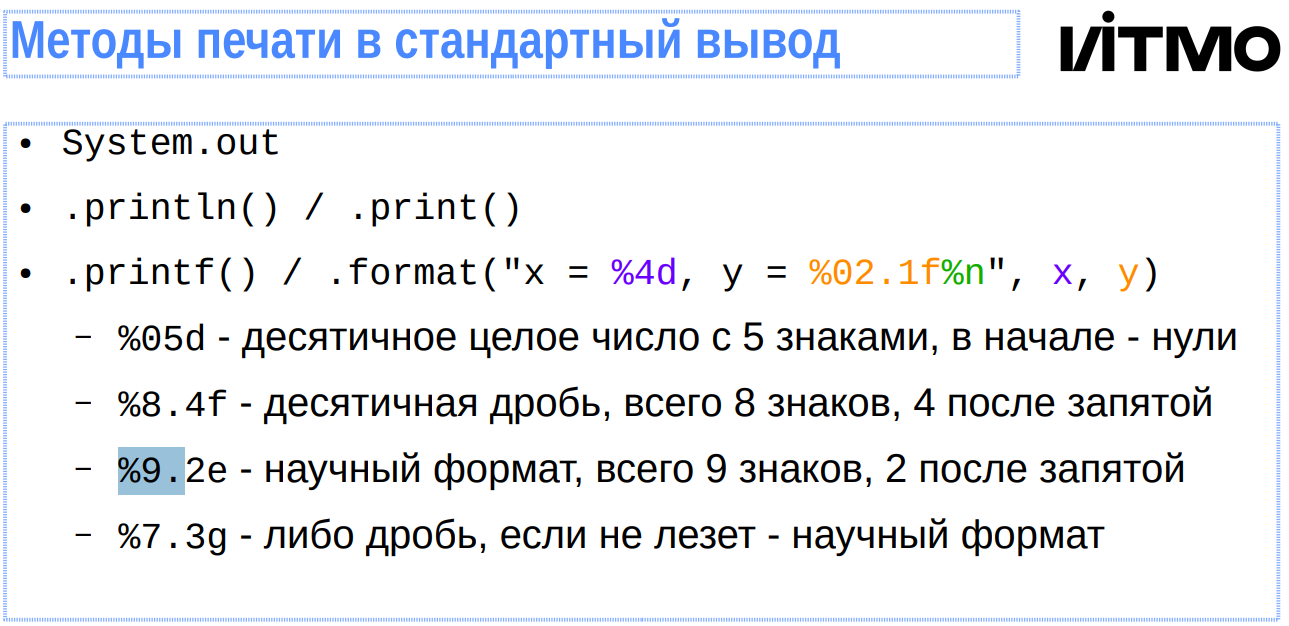 Методы печати в стандартный вывод
ИТМО
• System.out
• .println() / .print()
• .printf() / .format("x = %4d, y = %02.1f%n", x, y)
– %05d - десятичное целое число с 5 знаками, в начале - нули
– %8.4f - десятичная дробь, всего 8 знаков, 4 после запятой
– %9.2e - научный формат, всего 9 знаков, 2 после запятой
– %7.3g - либо дробь, если не лезет - научный формат